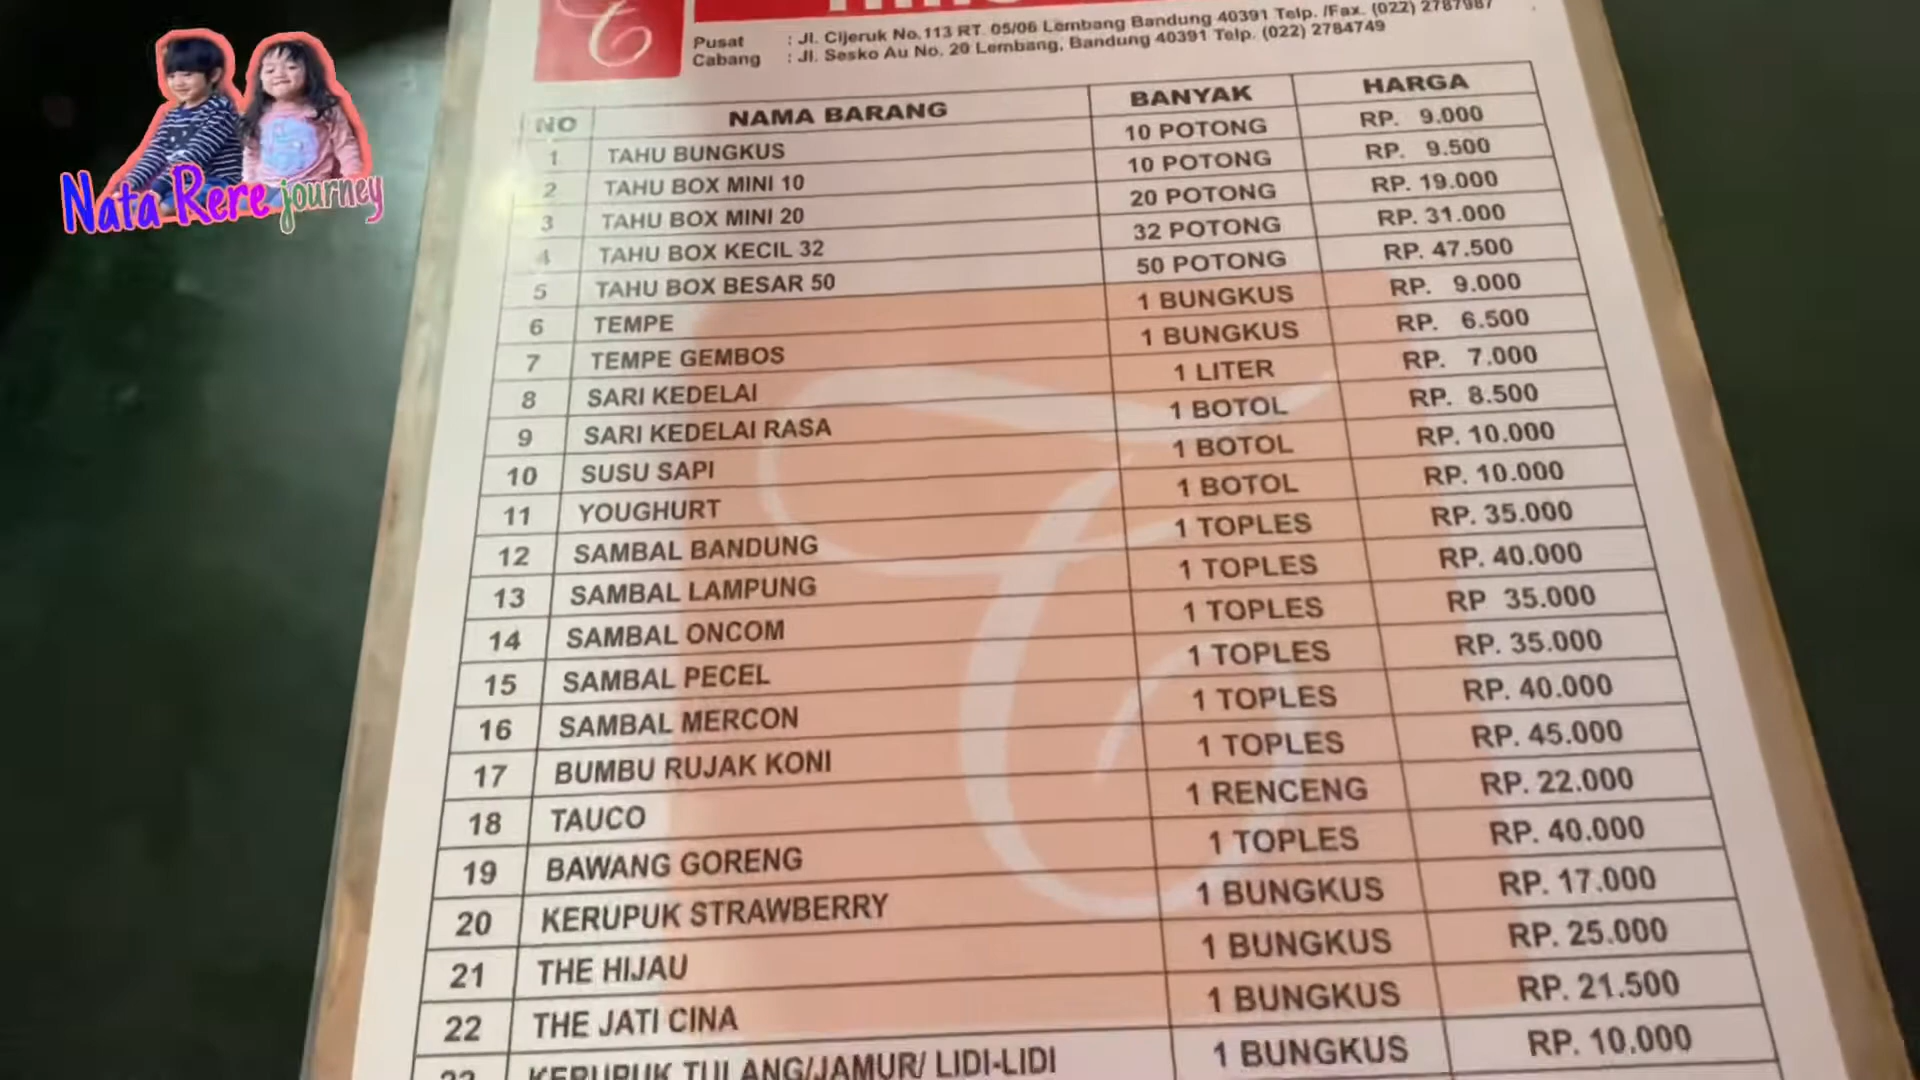 Pusat : Jl. Cijeruk No.113 RT. 05/06 Lembang Bandung 40391 Telp. /Fax. (022) 2787987
Cabang : Jl. Sesko Au No. 20 Lembang, Bandung 40391 Telp. (022) 2784749
NO NAMA BARANG BANYAK HARGA
1 TAHU BUNGKUS 10 POTONG RP. 9.000
2 TAHU BOX MINI 10 10 POTONG RP. 9.500
3 TAHU BOX MINI 20 20 POTONG RP. 19.000
4 TAHU BOX KECIL 32 32 POTONG RP. 31.000
5 TAHU BOX BESAR 50 50 POTONG RP. 47.500
6 TEMPE 1 BUNGKUS RP. 9.000
7 TEMPE GEMBOS 1 BUNGKUS RP. 6.500
8 SARI KEDELAI 1 LITER RP. 7.000
9 SARI KEDELAI RASA 1 BOTOL RP. 8.500
10 SUSU SAPI 1 BOTOL RP. 10.000
11 YOUGHURT 1 BOTOL RP. 10.000
12 SAMBAL BANDUNG 1 TOPLES RP. 35.000
13 SAMBAL LAMPUNG 1 TOPLES RP. 40.000
14 SAMBAL ONCOM 1 TOPLES RP 35.000
15 SAMBAL PECEL 1 TOPLES RP. 35.000
16 SAMBAL MERCON 1 TOPLES RP. 40.000
17 BUMBU RUJAK KONI 1 TOPLES RP. 45.000
18 TAUCO 1 RENCENG RP. 22.000
19 BAWANG GORENG 1 TOPLES RP. 40.000
20 KERUPUK STRAWBERRY 1 BUNGKUS RP. 17.000
21 THE HIJAU 1 BUNGKUS RP. 25.000
22 THE JATI CINA 1 BUNGKUS RP. 21.500
23 KERUPUK TULANG/JAMUR/ LIDI-LIDI 1 BUNGKUS RP. 10.000
Nata Rere journey